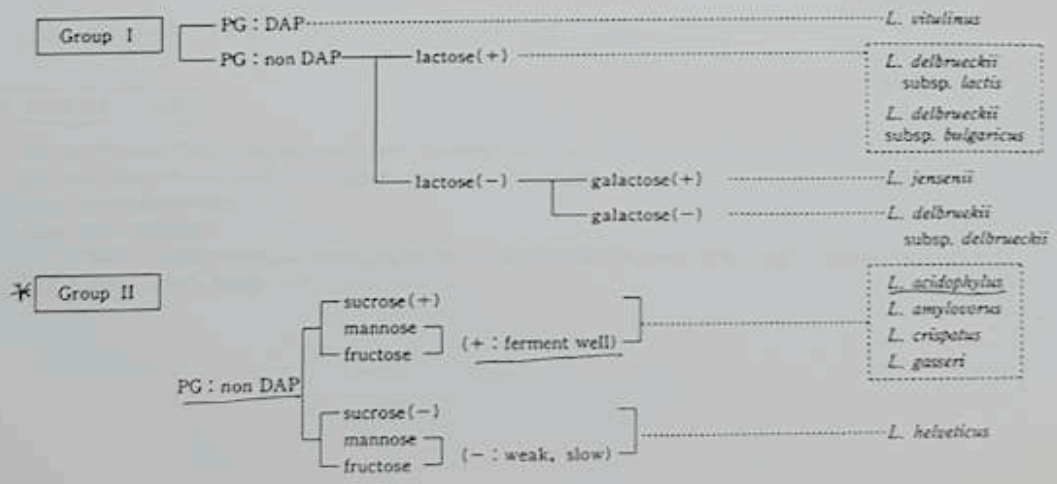 Group I
PG : DAP
L. vitulinus
PG : non DAP
lactose(+)
L. delbrueckii
subsp. lactis
L. delbrueckii
subsp. bulgaricus
lactose(−)
galactose(+)
L. jensenii
galactose(−)
L. delbruekii
subsp. delbrueckii
* Group II
sucrose(+)
mannose
fructose
(+ : ferment well)
L. acidophylus
L. amylovorus
L. crispatus
L. gasseri
PG : non DAP
sucrose(−)
mannose
fructose
(− : weak, slow)
L. helveticus